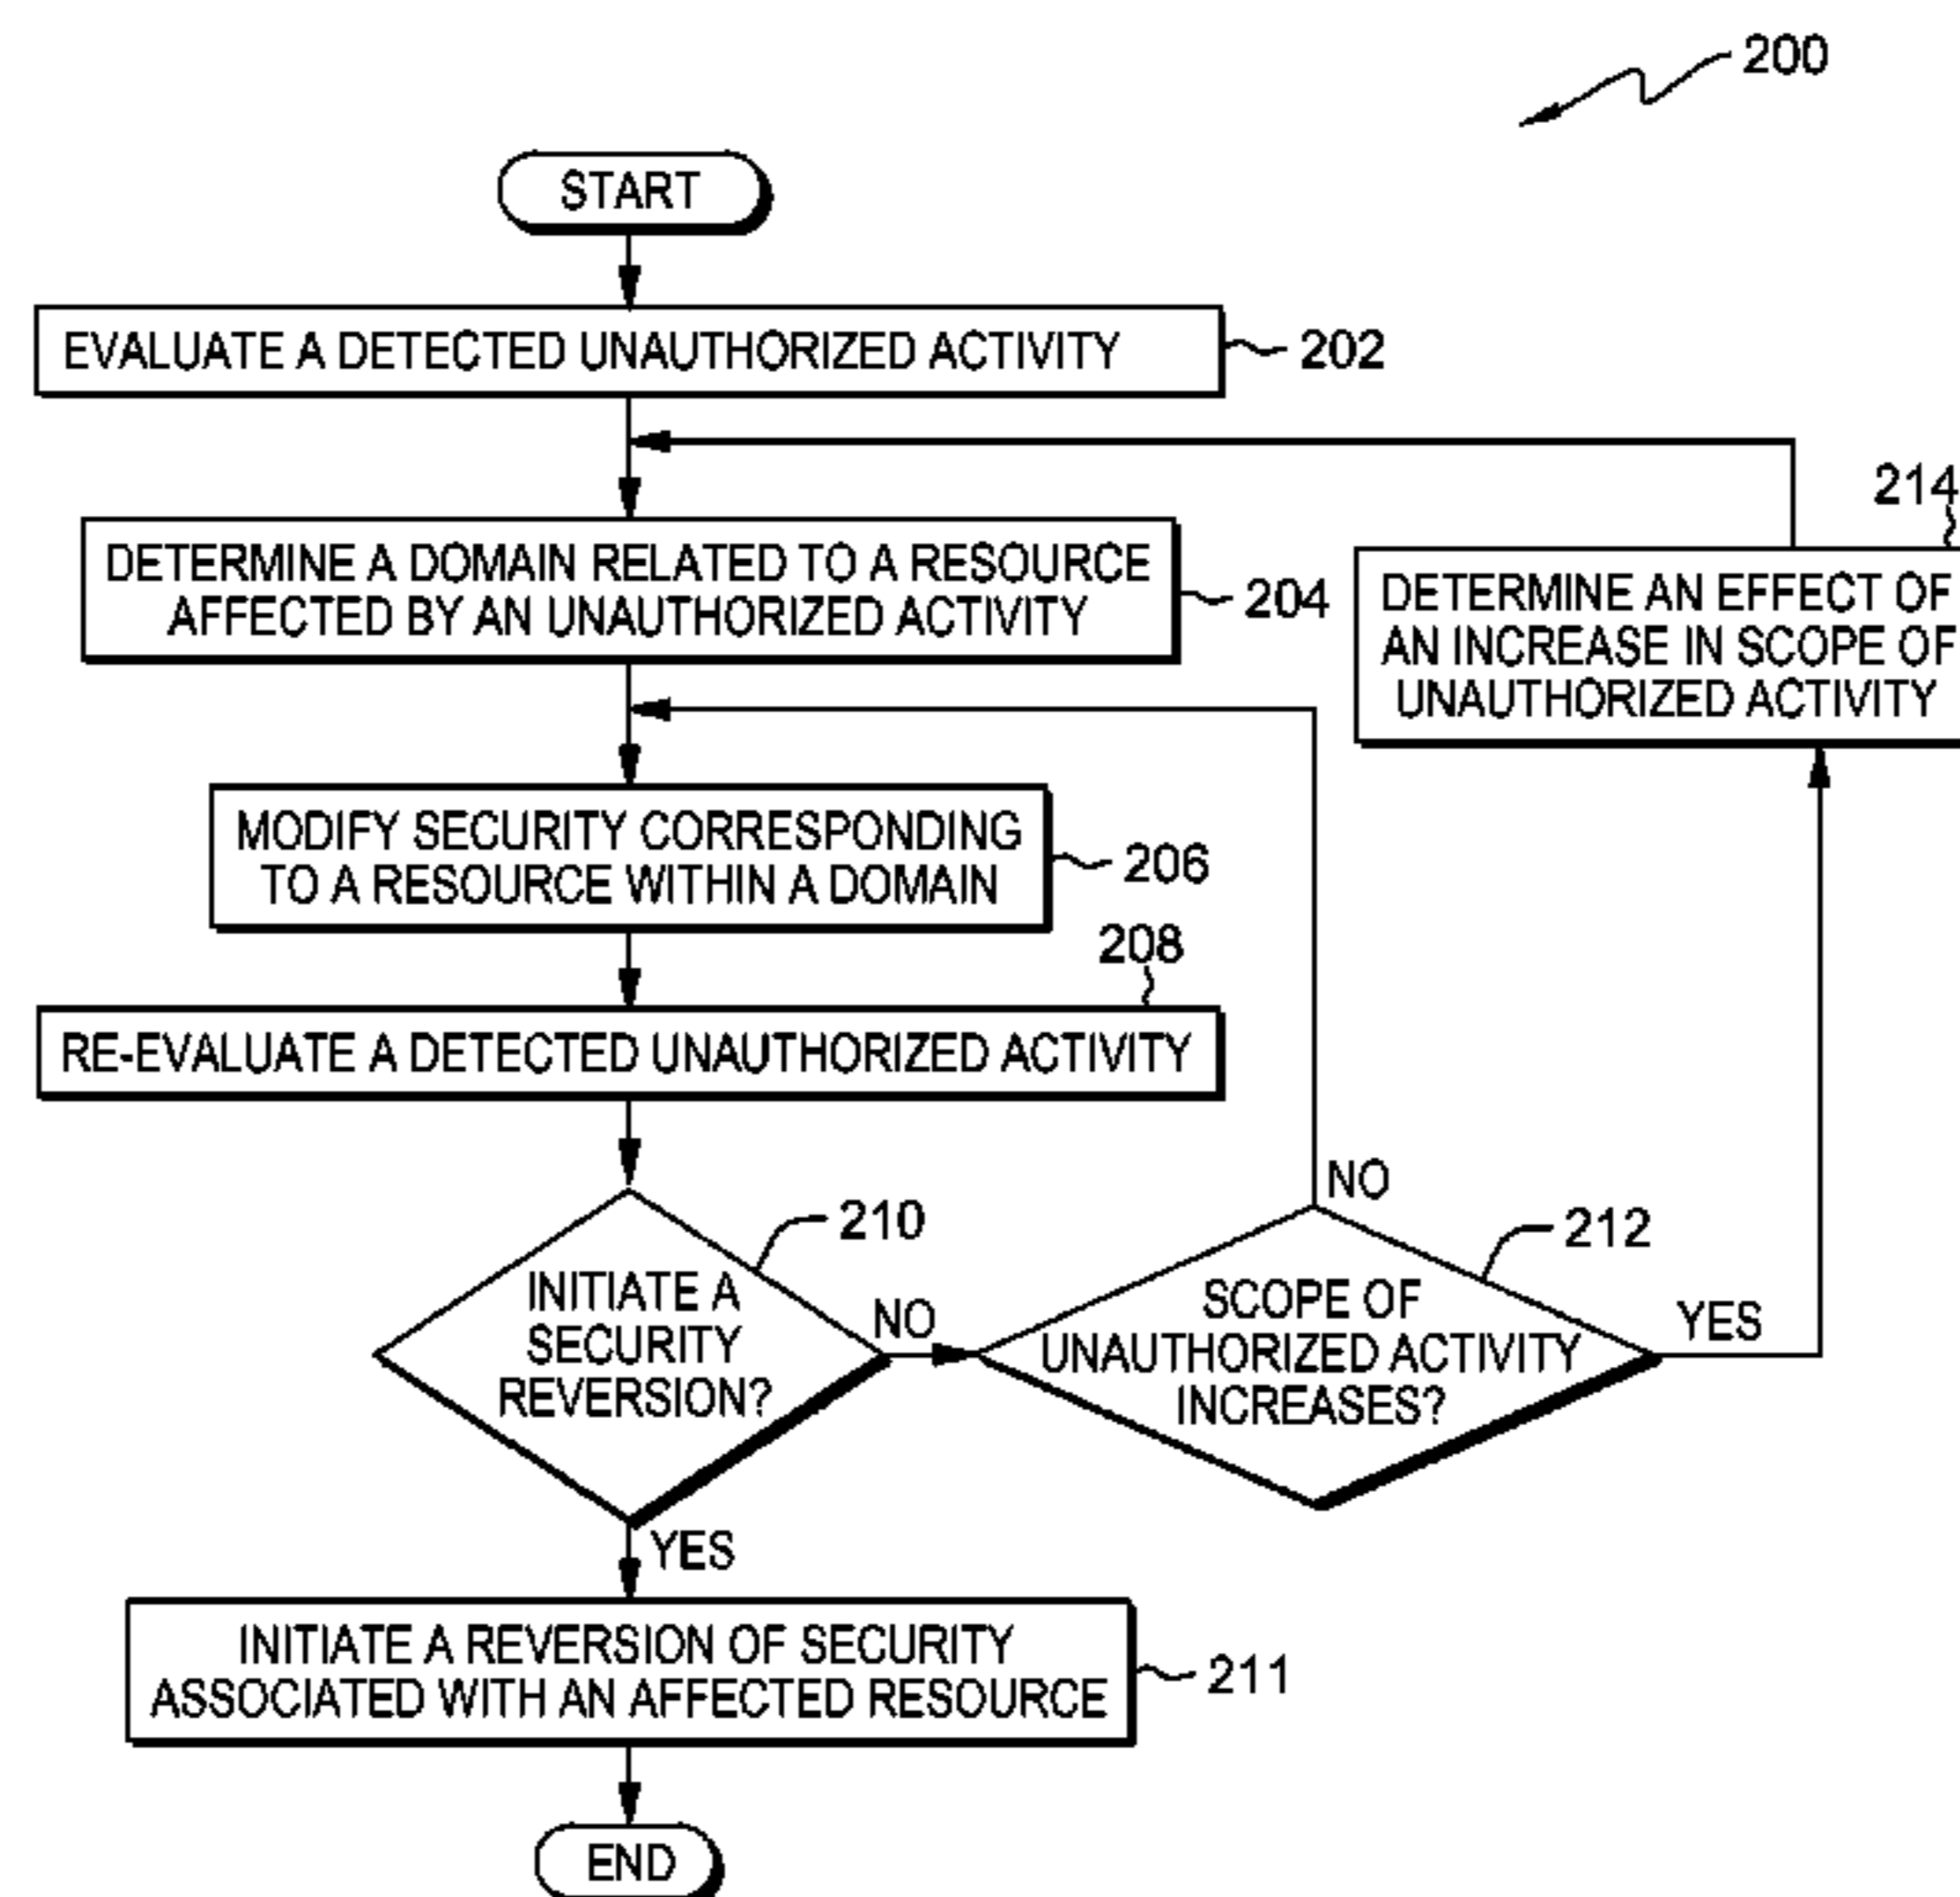 200
START
EVALUATE A DETECTED UNAUTHORIZED ACTIVITY
202
DETERMINE A DOMAIN RELATED TO A RESOURCE
AFFECTED BY AN UNAUTHORIZED ACTIVITY
204
214
DETERMINE AN EFFECT OF
AN INCREASE IN SCOPE OF
UNAUTHORIZED ACTIVITY
MODIFY SECURITY CORRESPONDING
TO A RESOURCE WITHIN A DOMAIN
206
208
RE-EVALUATE A DETECTED UNAUTHORIZED ACTIVITY
210
INITIATE A
SECURITY
REVERSION?
NO
NO
212
SCOPE OF
UNAUTHORIZED ACTIVITY
INCREASES?
YES
YES
INITIATE A REVERSION OF SECURITY
ASSOCIATED WITH AN AFFECTED RESOURCE
211
END